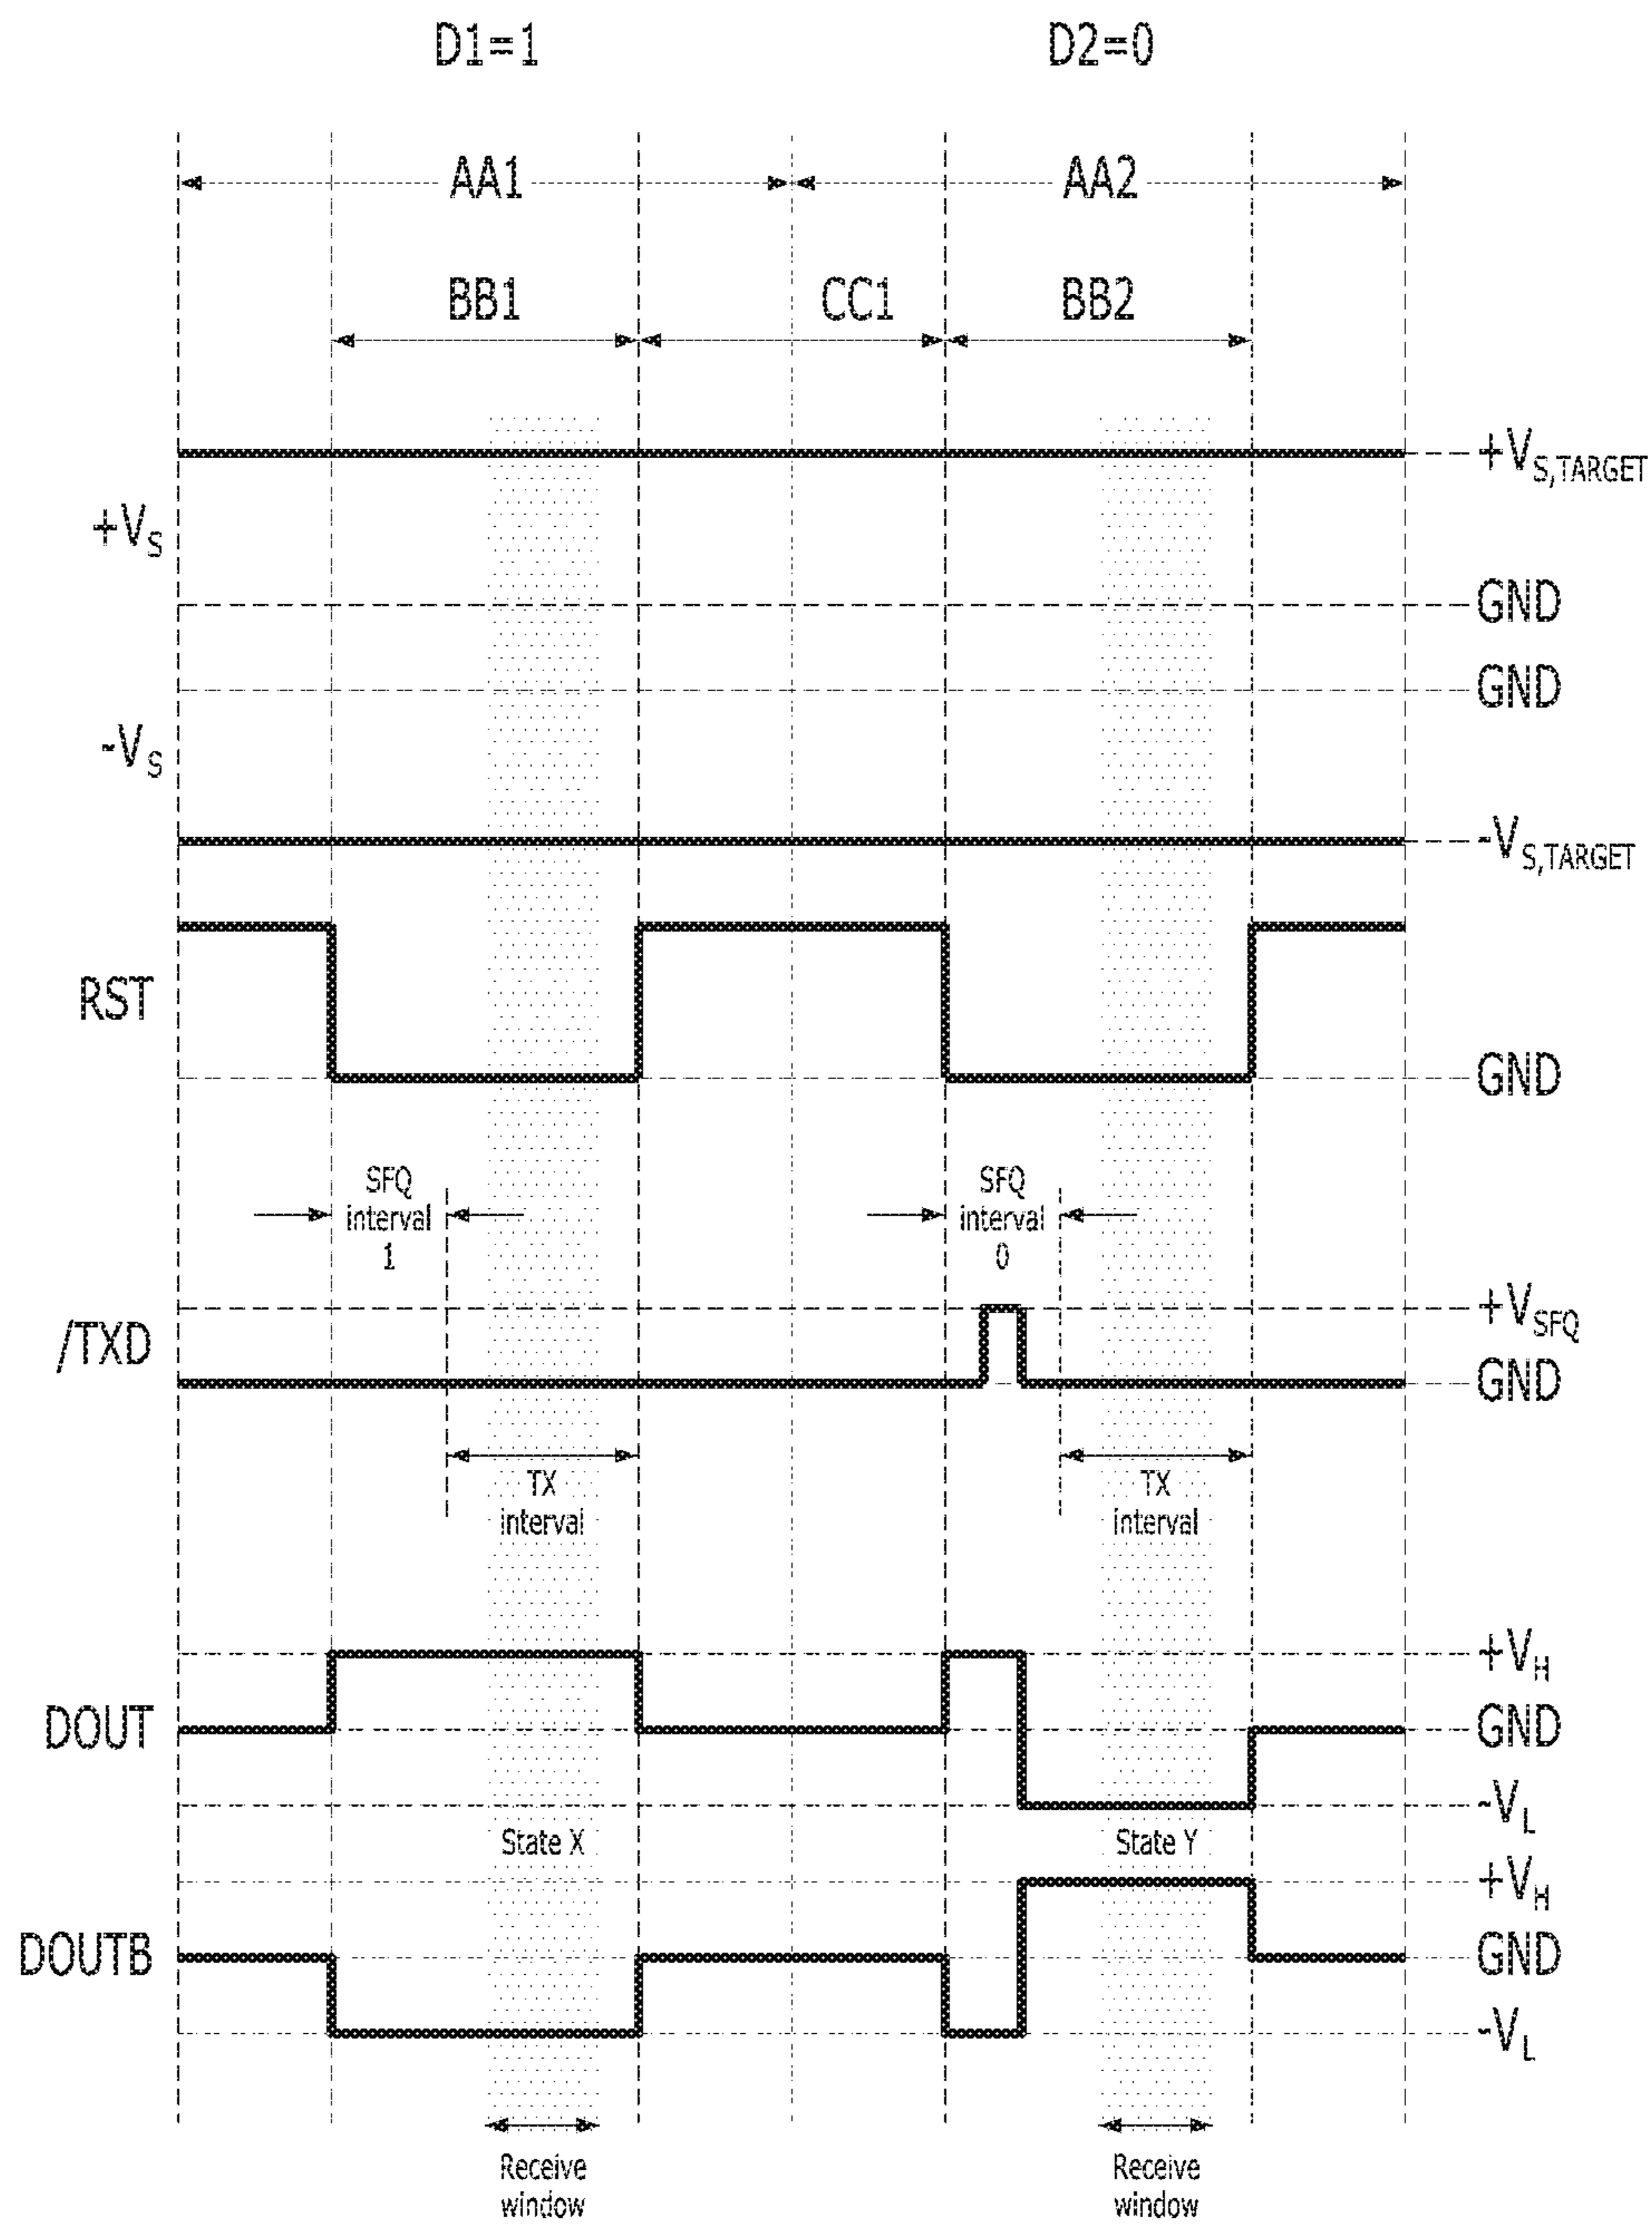 D1=1 D2=0
AA1 AA2
BB1 CC1 BB2
+VS,TARGET
+VS
GND
GND
-VS
-VS,TARGET
RST
GND
SFQ interval 1
SFQ interval 0
+VSFQ
/TXD
GND
TX interval
TX interval
+VH
DOUT
GND
-VL
State X State Y
+VH
DOUTB
GND
-VL
Receive window
Receive window